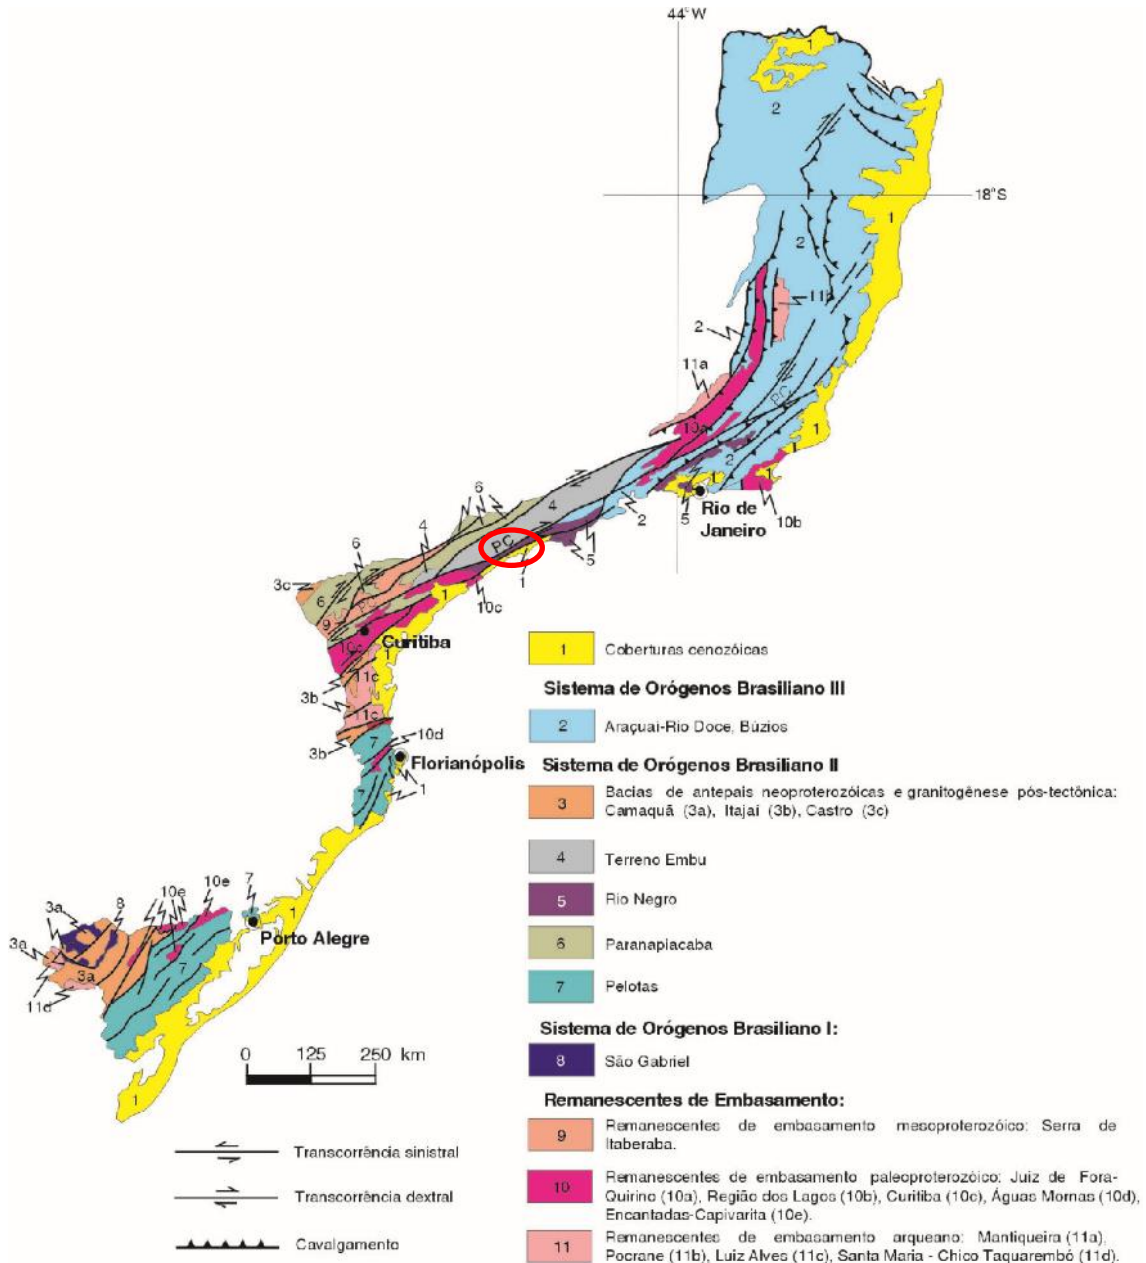 44°W
1
2
18°S
1
2
11b
2
11a
PC
10a
1
2
1
1
6
4
5
Rio de
Janeiro
10b
4
2
6
PC
5
3c
6
1
PC
10c
9
1
Curitiba
10c
1
11c
3b
11c
10d
7
3b
Florianópolis
1
7
10e
10e
7
3a
8
1
Porto Alegre
3a
7
3a
11d
0 125 250 km
1
Transcorrência sinistral
Transcorrência dextral
Cavalgamento
1 Coberturas cenozóicas
Sistema de Orógenos Brasiliano III
2 Araçuaí-Rio Doce, Búzios
Sistema de Orógenos Brasiliano II
3 Bacias de antepais neoproterozóicas e granitogênese pós-tectônica:
Camaquã (3a), Itajaí (3b), Castro (3c)
4 Terreno Embu
5 Rio Negro
6 Paranapiacaba
7 Pelotas
Sistema de Orógenos Brasiliano I:
8 São Gabriel
Remanescentes de Embasamento:
9 Remanescentes de embasamento mesoproterozóico: Serra de
Itaberaba.
10 Remanescentes de embasamento paleoproterozóico: Juiz de Fora-
Quirino (10a), Região dos Lagos (10b), Curitiba (10c), Águas Mornas (10d),
Encantadas-Capivarita (10e).
11 Remanescentes de embasamento arqueano: Mantiqueira (11a),
Pocrane (11b), Luiz Alves (11c), Santa Maria - Chico Taquarembó (11d).